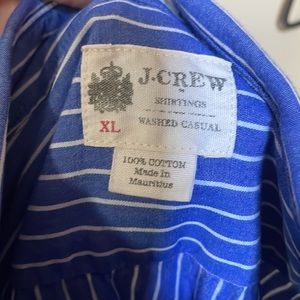 J.CREW
SHIRTINGS
WASHED CASUAL
XL
100% COTTON
Made in
Mauritius